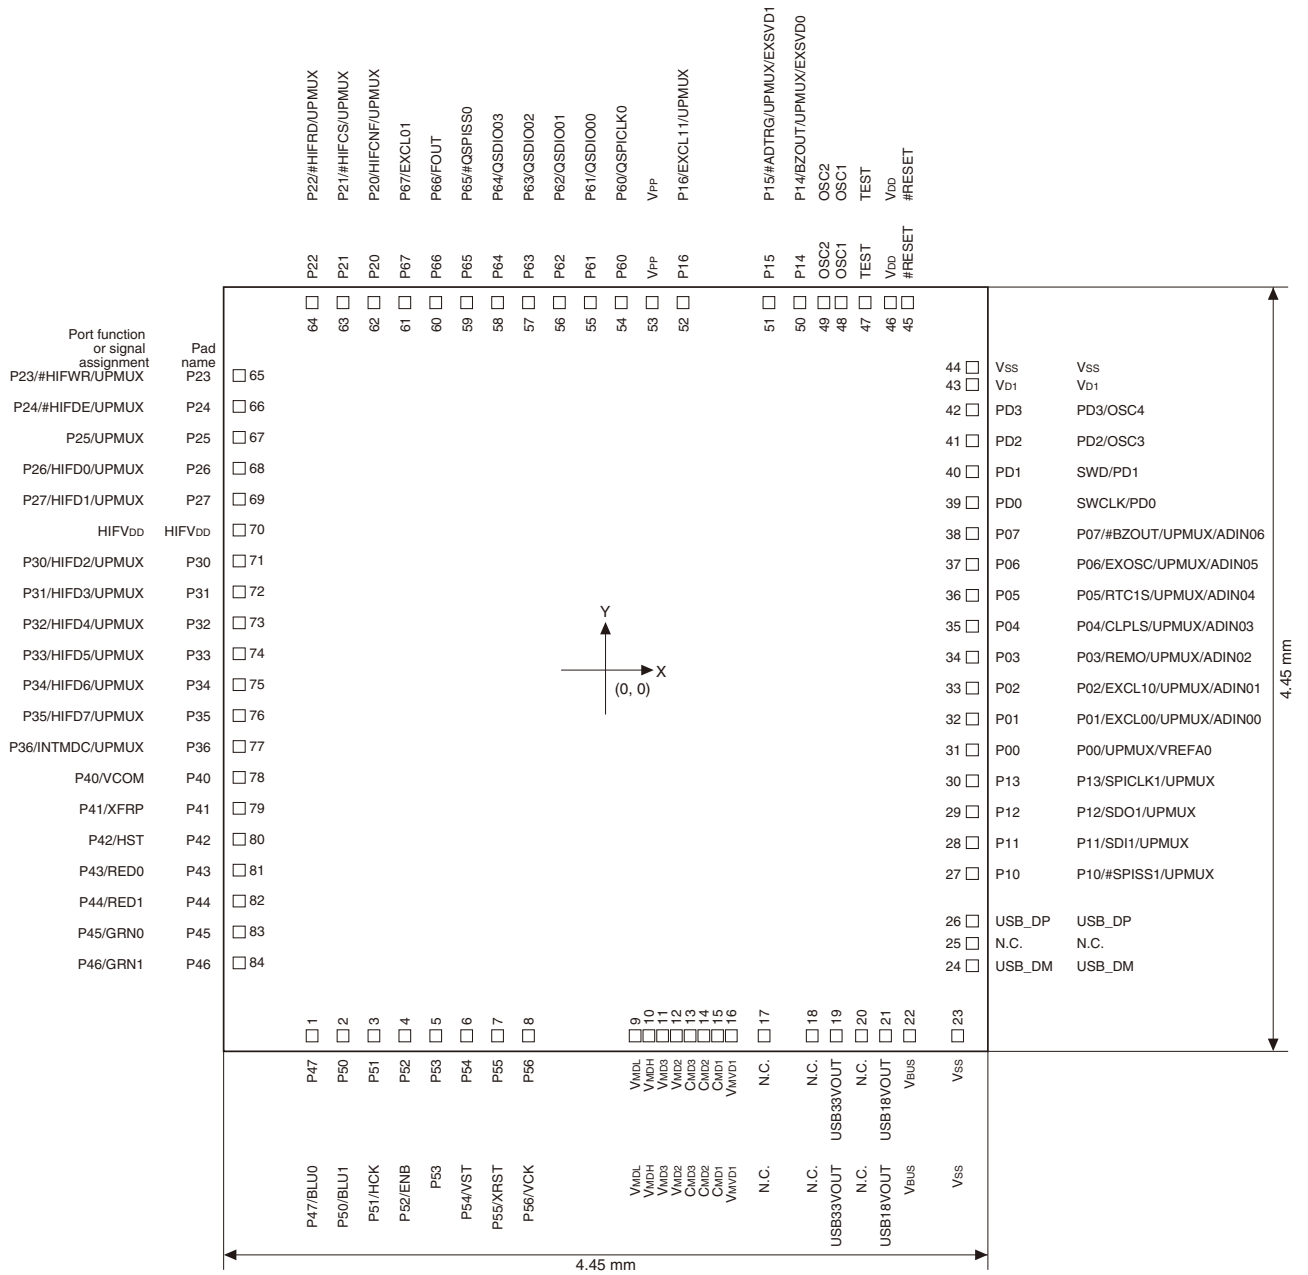 P22/#HIFRD/UPMUX
P21/#HIFCS/UPMUX
P20/HIFCNF/UPMUX
P67/EXCL01
P66/FOUT
P65/#QSPISS0
P64/QSDIO03
P63/QSDIO02
P62/QSDIO01
P61/QSDIO00
P60/QSPICLK0
VPP
P16/EXCL11/UPMUX
P15/#ADTRG/UPMUX/EXSVD1
P14/BZOUT/UPMUX/EXSVD0
OSC2
OSC1
TEST
VDD
#RESET
P22
P21
P20
P67
P66
P65
P64
P63
P62
P61
P60
VPP
P16
P15
P14
OSC2
OSC1
TEST
VDD
#RESET
64
63
62
61
60
59
58
57
56
55
54
53
52
51
50
49
48
47
46
45
Port function
or signal
assignment
Pad
name
P23/#HIFWR/UPMUX P23 65
P24/#HIFDE/UPMUX P24 66
P25/UPMUX P25 67
P26/HIFD0/UPMUX P26 68
P27/HIFD1/UPMUX P27 69
HIFVDD HIFVDD 70
P30/HIFD2/UPMUX P30 71
P31/HIFD3/UPMUX P31 72
P32/HIFD4/UPMUX P32 73
P33/HIFD5/UPMUX P33 74
P34/HIFD6/UPMUX P34 75
P35/HIFD7/UPMUX P35 76
P36/INTMDC/UPMUX P36 77
P40/VCOM P40 78
P41/XFRP P41 79
P42/HST P42 80
P43/RED0 P43 81
P44/RED1 P44 82
P45/GRN0 P45 83
P46/GRN1 P46 84
Y
X
(0, 0)
44 VSS VSS
43 VD1 VD1
42 PD3 PD3/OSC4
41 PD2 PD2/OSC3
40 PD1 SWD/PD1
39 PD0 SWCLK/PD0
38 P07 P07/#BZOUT/UPMUX/ADIN06
37 P06 P06/EXOSC/UPMUX/ADIN05
36 P05 P05/RTC1S/UPMUX/ADIN04
35 P04 P04/CLPLS/UPMUX/ADIN03
34 P03 P03/REMO/UPMUX/ADIN02
33 P02 P02/EXCL10/UPMUX/ADIN01
32 P01 P01/EXCL00/UPMUX/ADIN00
31 P00 P00/UPMUX/VREFA0
30 P13 P13/SPICLK1/UPMUX
29 P12 P12/SDO1/UPMUX
28 P11 P11/SDI1/UPMUX
27 P10 P10/#SPISS1/UPMUX
26 USB_DP USB_DP
25 N.C. N.C.
24 USB_DM USB_DM
4.45 mm
1
2
3
4
5
6
7
8
9
10
11
12
13
14
15
16
17
18
19
20
21
22
23
P47
P50
P51
P52
P53
P54
P55
P56
VMDL
VMDH
VMD3
VMD2
CMD3
CMD2
CMD1
VMVD1
N.C.
N.C.
USB33VOUT
N.C.
USB18VOUT
VBUS
VSS
P47/BLU0
P50/BLU1
P51/HCK
P52/ENB
P53
P54/VST
P55/XRST
P56/VCK
VMDL
VMDH
VMD3
VMD2
CMD3
CMD2
CMD1
VMVD1
N.C.
N.C.
USB33VOUT
N.C.
USB18VOUT
VBUS
VSS
4.45 mm